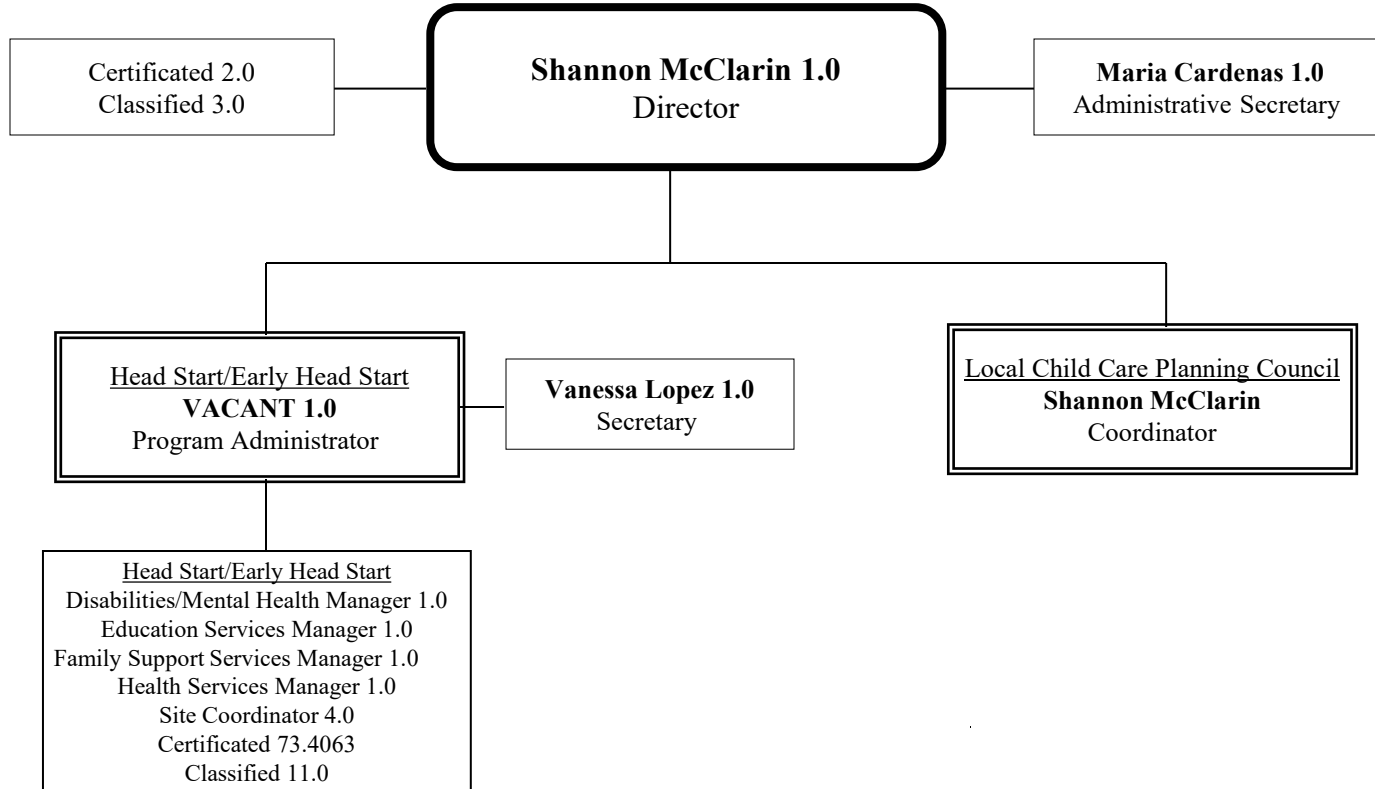 Certificated 2.0
Classified 3.0
Shannon McClarin 1.0
Director
Maria Cardenas 1.0
Administrative Secretary
Head Start/Early Head Start
VACANT 1.0
Program Administrator
Vanessa Lopez 1.0
Secretary
Local Child Care Planning Council
Shannon McClarin
Coordinator
Head Start/Early Head Start
Disabilities/Mental Health Manager 1.0
Education Services Manager 1.0
Family Support Services Manager 1.0
Health Services Manager 1.0
Site Coordinator 4.0
Certificated 73.4063
Classified 11.0